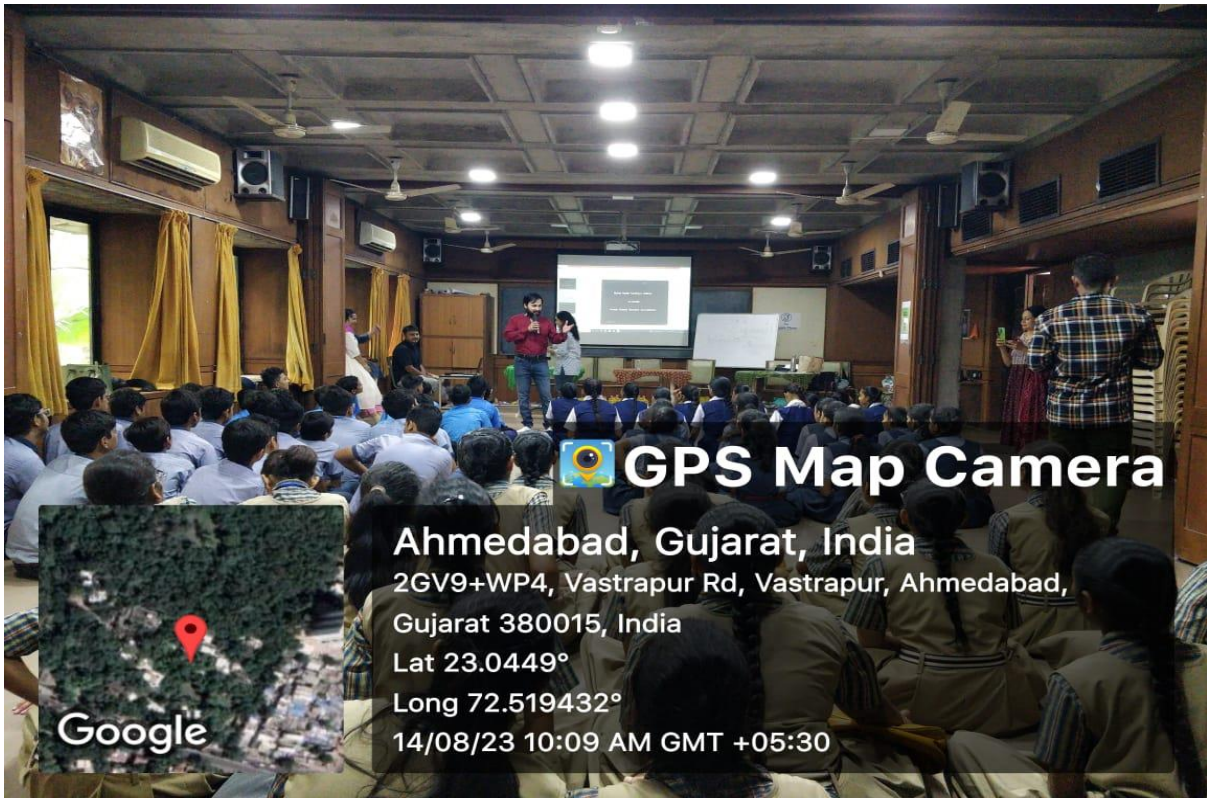 GPS Map Camera
Ahmedabad, Gujarat, India
2GV9+WP4, Vastrapur Rd, Vastrapur, Ahmedabad,
Gujarat 380015, India
Lat 23.0449°
Long 72.519432°
14/08/23 10:09 AM GMT +05:30
Google